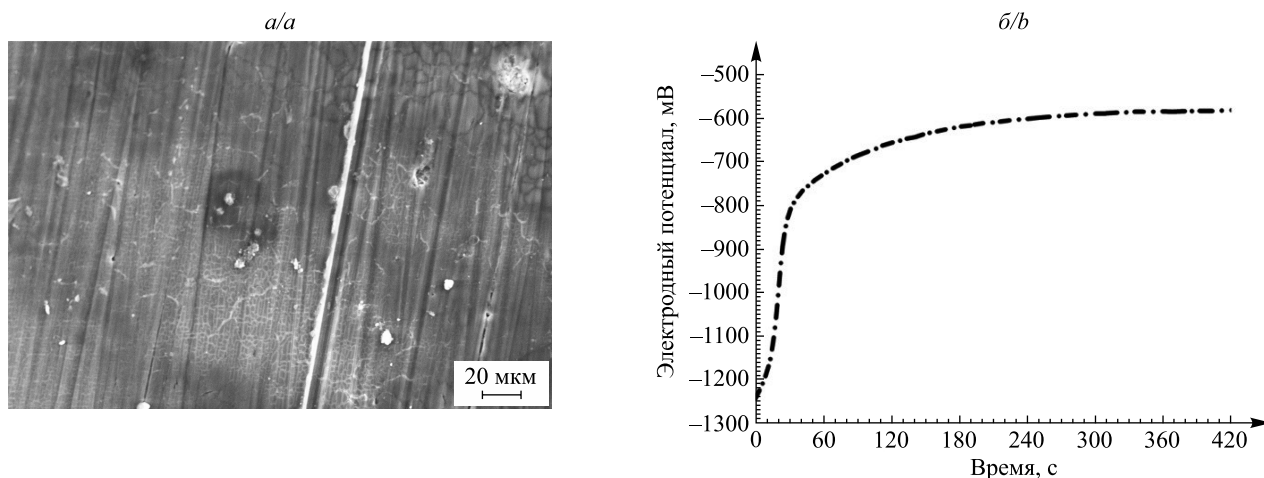 а/a
20 мкм
б/b
Электродный потенциал, мВ
–500
–600
–700
–800
–900
–1000
–1100
–1200
–1300
0 60 120 180 240 300 360 420
Время, с